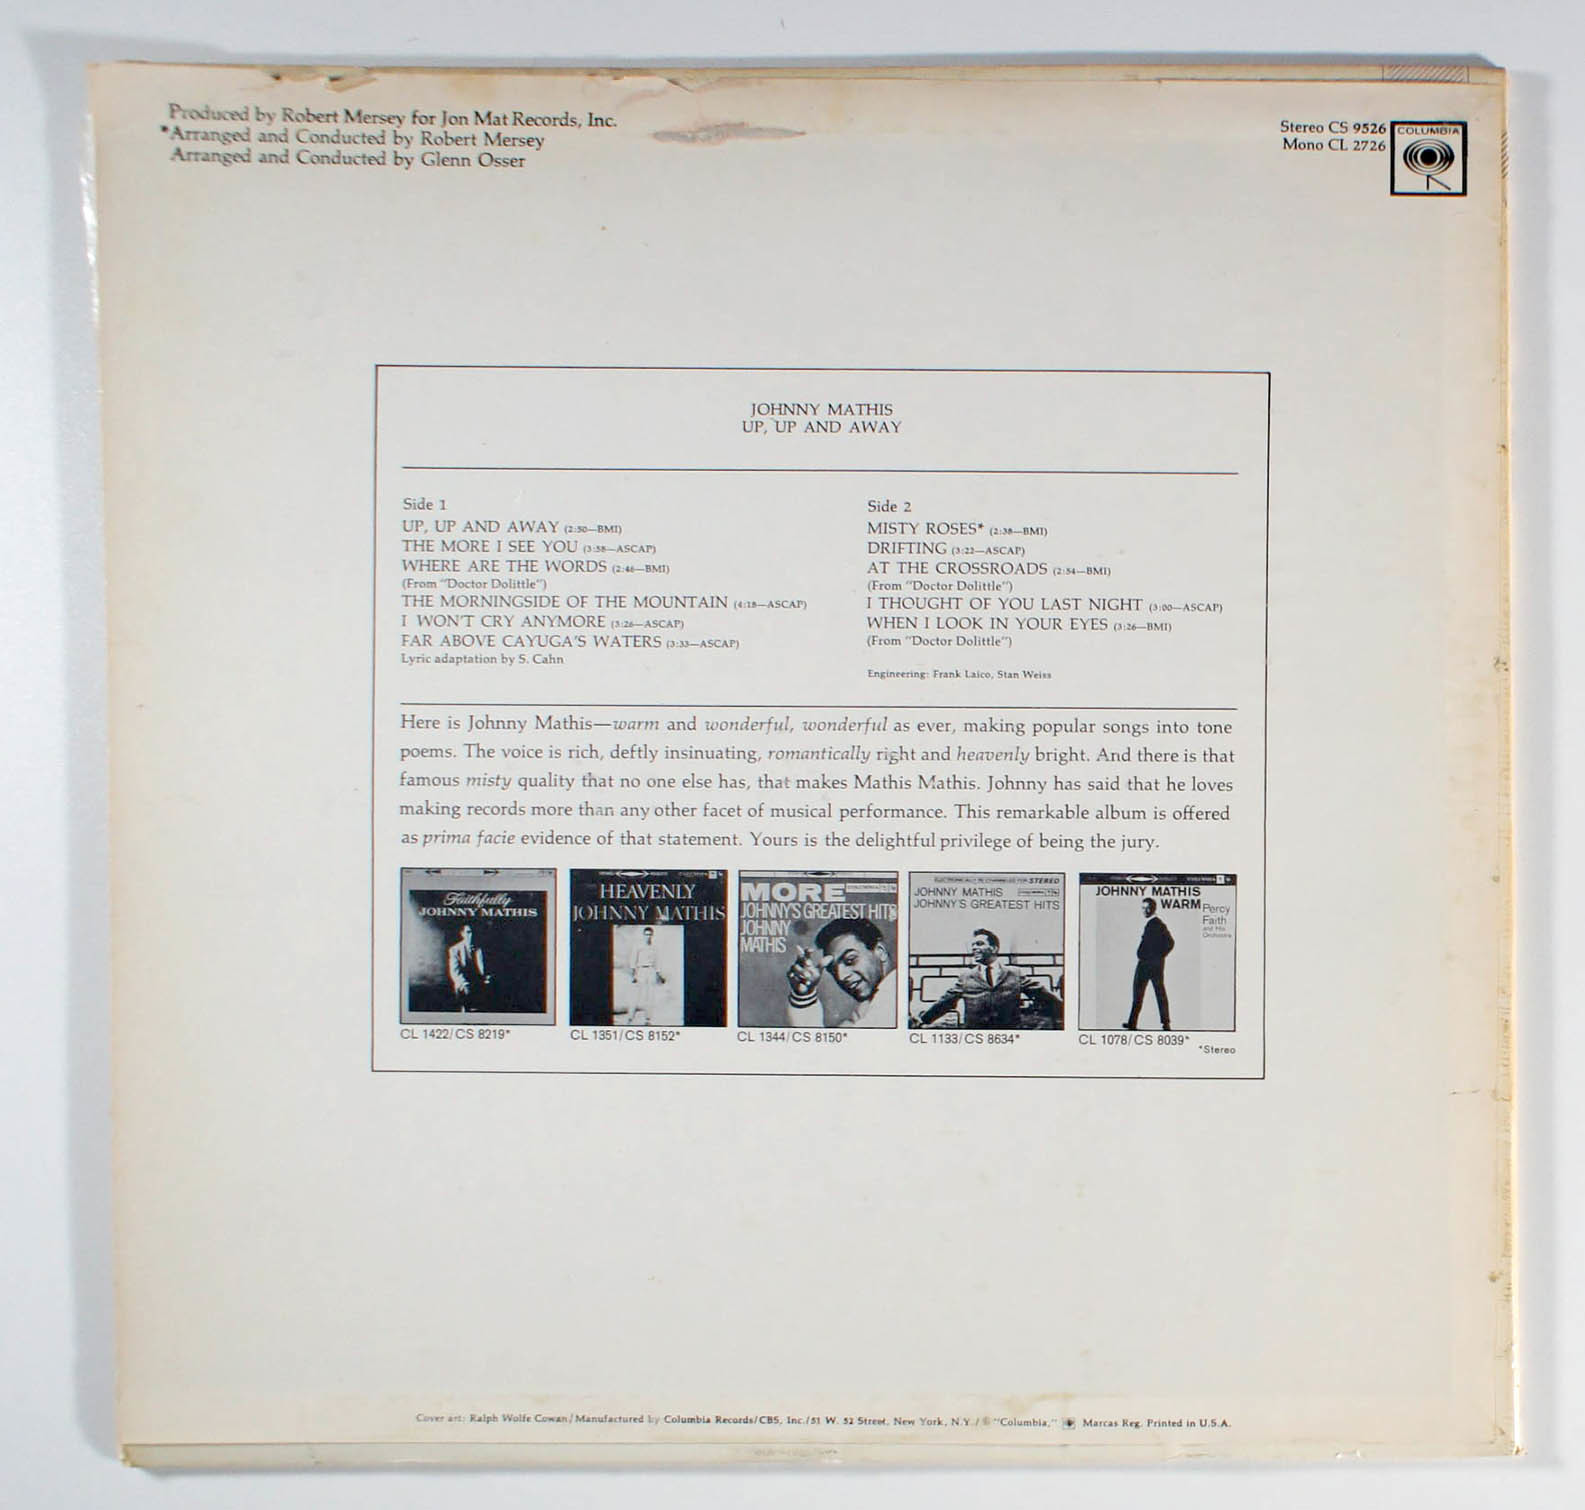 Produced by Robert Mersey for Jon Mat Records, Inc.
*Arranged and Conducted by Robert Mersey
Arranged and Conducted by Glenn Osser
Stereo CS 9526
Mono CL 2726
COLUMBIA
JOHNNY MATHIS
UP, UP AND AWAY
Side 1
UP, UP AND AWAY (2:50—BMI)
THE MORE I SEE YOU (3:58—ASCAP)
WHERE ARE THE WORDS (2:46—BMI)
(From "Doctor Dolittle")
THE MORNINGSIDE OF THE MOUNTAIN (4:18—ASCAP)
I WON'T CRY ANYMORE (3:26—ASCAP)
FAR ABOVE CAYUGA'S WATERS (3:33—ASCAP)
Lyric adaptation by S. Cahn
Side 2
MISTY ROSES* (2:38—BMI)
DRIFTING (3:22—ASCAP)
AT THE CROSSROADS (2:54—BMI)
(From "Doctor Dolittle")
I THOUGHT OF YOU LAST NIGHT (3:00—ASCAP)
WHEN I LOOK IN YOUR EYES (3:26—BMI)
(From "Doctor Dolittle")
Engineering: Frank Laico, Stan Weiss
Here is Johnny Mathis—warm and wonderful, wonderful as ever, making popular songs into tone
poems. The voice is rich, deftly insinuating, romantically right and heavenly bright. And there is that
famous misty quality that no one else has, that makes Mathis Mathis. Johnny has said that he loves
making records more than any other facet of musical performance. This remarkable album is offered
as prima facie evidence of that statement. Yours is the delightful privilege of being the jury.
Faithfully
JOHNNY MATHIS
CL 1422/CS 8219*
HEAVENLY
JOHNNY MATHIS
CL 1351/CS 8152*
MORE
JOHNNY'S GREATEST HITS
JOHNNY
MATHIS
CL 1344/CS 8150*
ELECTRONICALLY RE-CHANNELED FOR STEREO
JOHNNY MATHIS
JOHNNY'S GREATEST HITS
CL 1133/CS 8634*
JOHNNY MATHIS
WARM
Percy
Faith
and His
Orchestra
CL 1078/CS 8039*
*Stereo
Cover art: Ralph Wolfe Cowan/Manufactured by Columbia Records/CBS, Inc./51 W. 52 Street, New York, N.Y./© "Columbia," Marcas Reg. Printed in U.S.A.